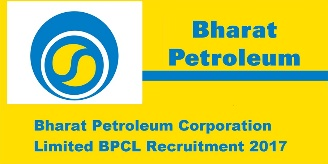 Bharat
Petroleum
Bharat Petroleum Corporation
Limited BPCL Recruitment 2017